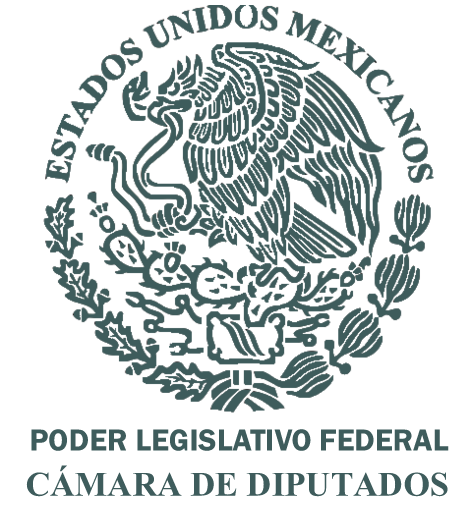 ESTADOS UNIDOS MEXICANOS
PODER LEGISLATIVO FEDERAL
CÁMARA DE DIPUTADOS